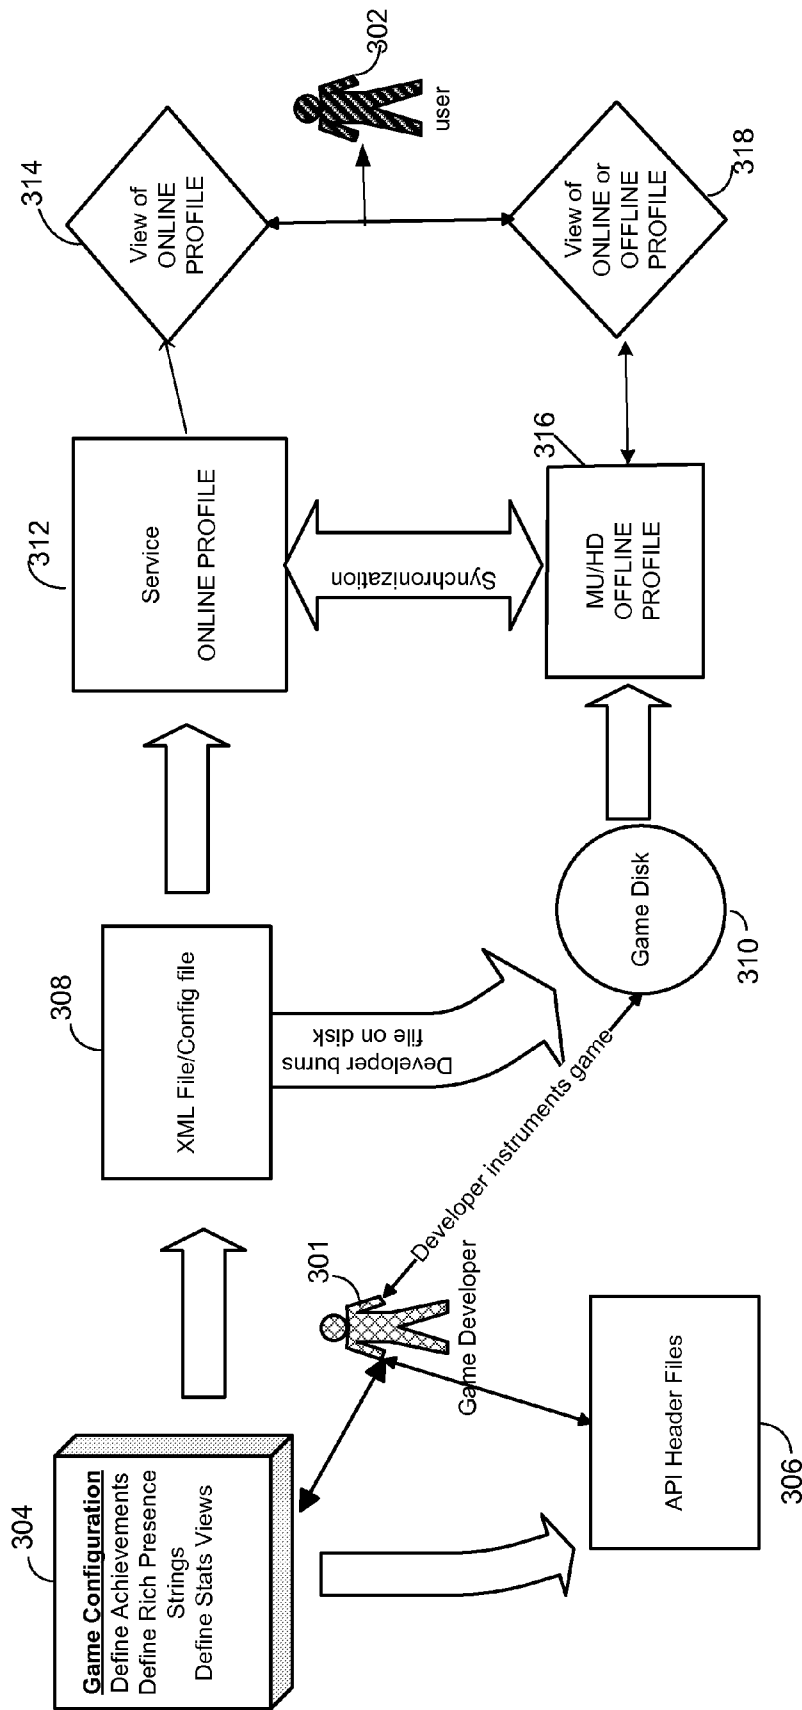 304
Game Configuration
Define Achievements
Define Rich Presence
Strings
Define Stats Views
308
XML File/Config file
312
Service
ONLINE PROFILE
314
View of
ONLINE
PROFILE
301
Game Developer
Developer burns
file on disk
Developer instruments game
Synchronization
302
user
306
API Header Files
310
Game Disk
316
MU/HD
OFFLINE
PROFILE
318
View of
ONLINE or
OFFLINE
PROFILE